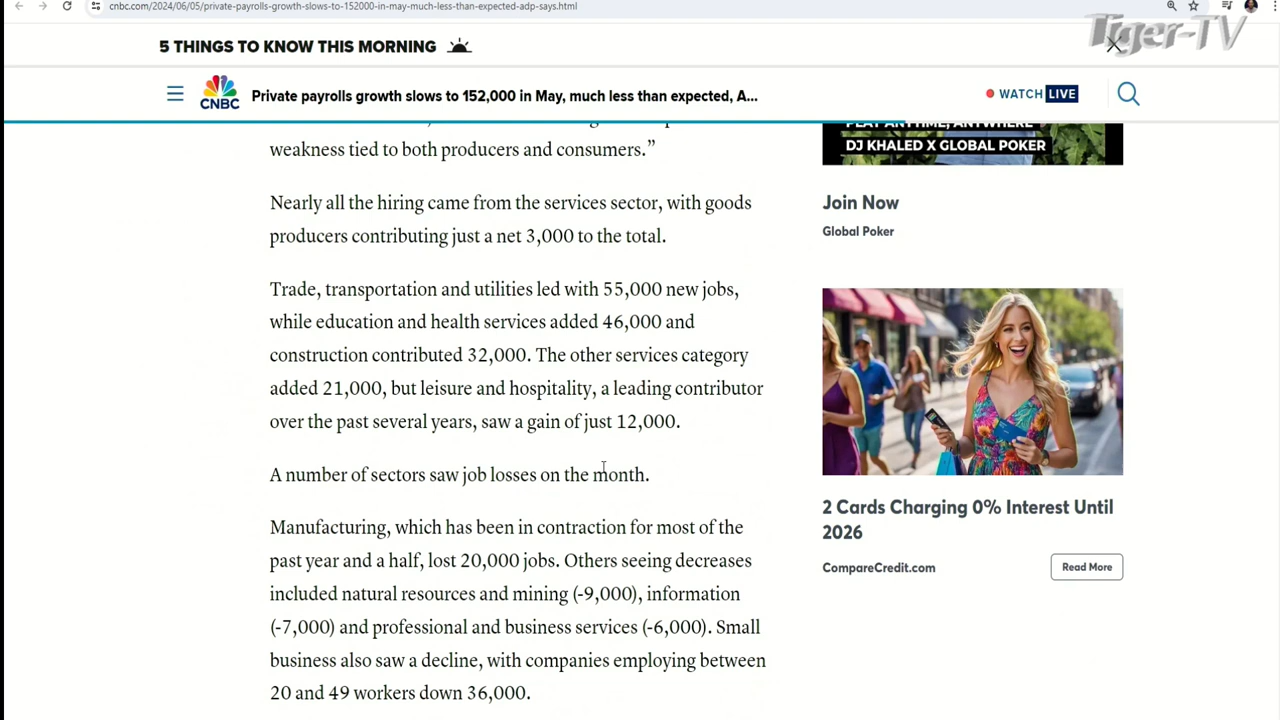 cnbc.com/2024/06/05/private-payrolls-growth-slows-to-152000-in-may-much-less-than-expected-adp-says.html
Tiger-TV
5 THINGS TO KNOW THIS MORNING
CNBC
Private payrolls growth slows to 152,000 in May, much less than expected, A...
WATCH LIVE
weakness tied to both producers and consumers.”
Nearly all the hiring came from the services sector, with goods
producers contributing just a net 3,000 to the total.
Trade, transportation and utilities led with 55,000 new jobs,
while education and health services added 46,000 and
construction contributed 32,000. The other services category
added 21,000, but leisure and hospitality, a leading contributor
over the past several years, saw a gain of just 12,000.
A number of sectors saw job losses on the month.
Manufacturing, which has been in contraction for most of the
past year and a half, lost 20,000 jobs. Others seeing decreases
included natural resources and mining (-9,000), information
(-7,000) and professional and business services (-6,000). Small
business also saw a decline, with companies employing between
20 and 49 workers down 36,000.
PLAY ANYTIME, ANYWHERE
DJ KHALED X GLOBAL POKER
Join Now
Global Poker
2 Cards Charging 0% Interest Until
2026
CompareCredit.com
Read More